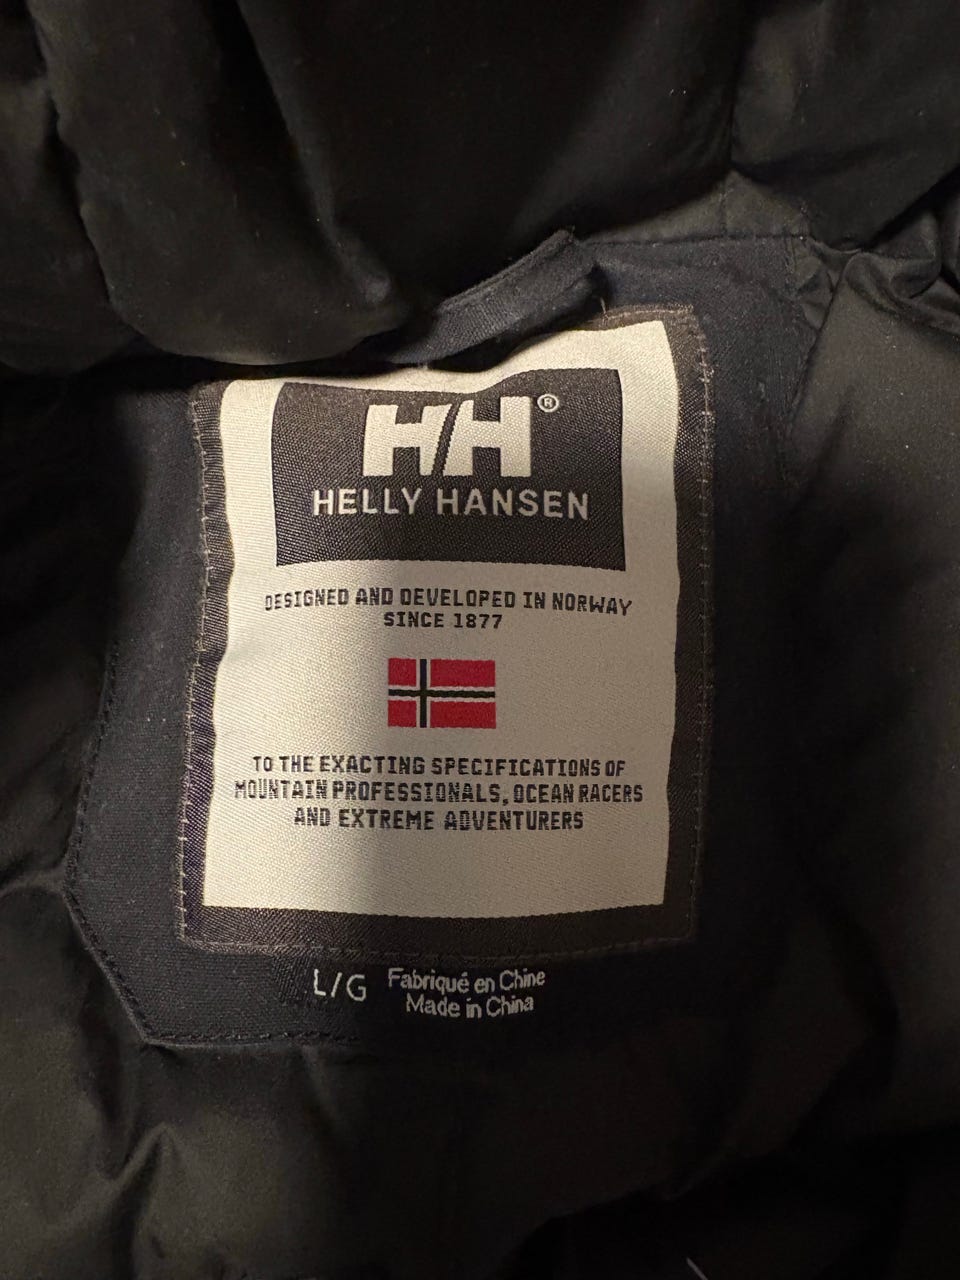 HH®
HELLY HANSEN
DESIGNED AND DEVELOPED IN NORWAY
SINCE 1877
TO THE EXACTING SPECIFICATIONS OF
MOUNTAIN PROFESSIONALS, OCEAN RACERS
AND EXTREME ADVENTURERS
L/G Fabriqué en Chine
Made in China